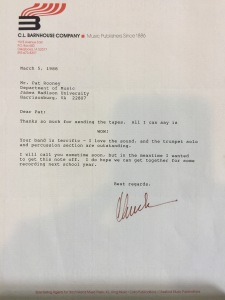 C.L. BARNHOUSE COMPANY ■ Music Publishers Since 1886
March 5, 1988
Mr. Pat Rooney
Department of Music
James Madison University
Harrisonburg, VA 22807
Dear Pat:
Thanks so much for sending the tapes. All I can say is
WOW!
Your band is terrific - I love the sound, and the trumpet solo
and percussion section are outstanding.
I will call you sometime soon, but in the meantime I wanted
to get this note off. I do hope we can get together for some
recording next school year.
Best regards,
Chuck